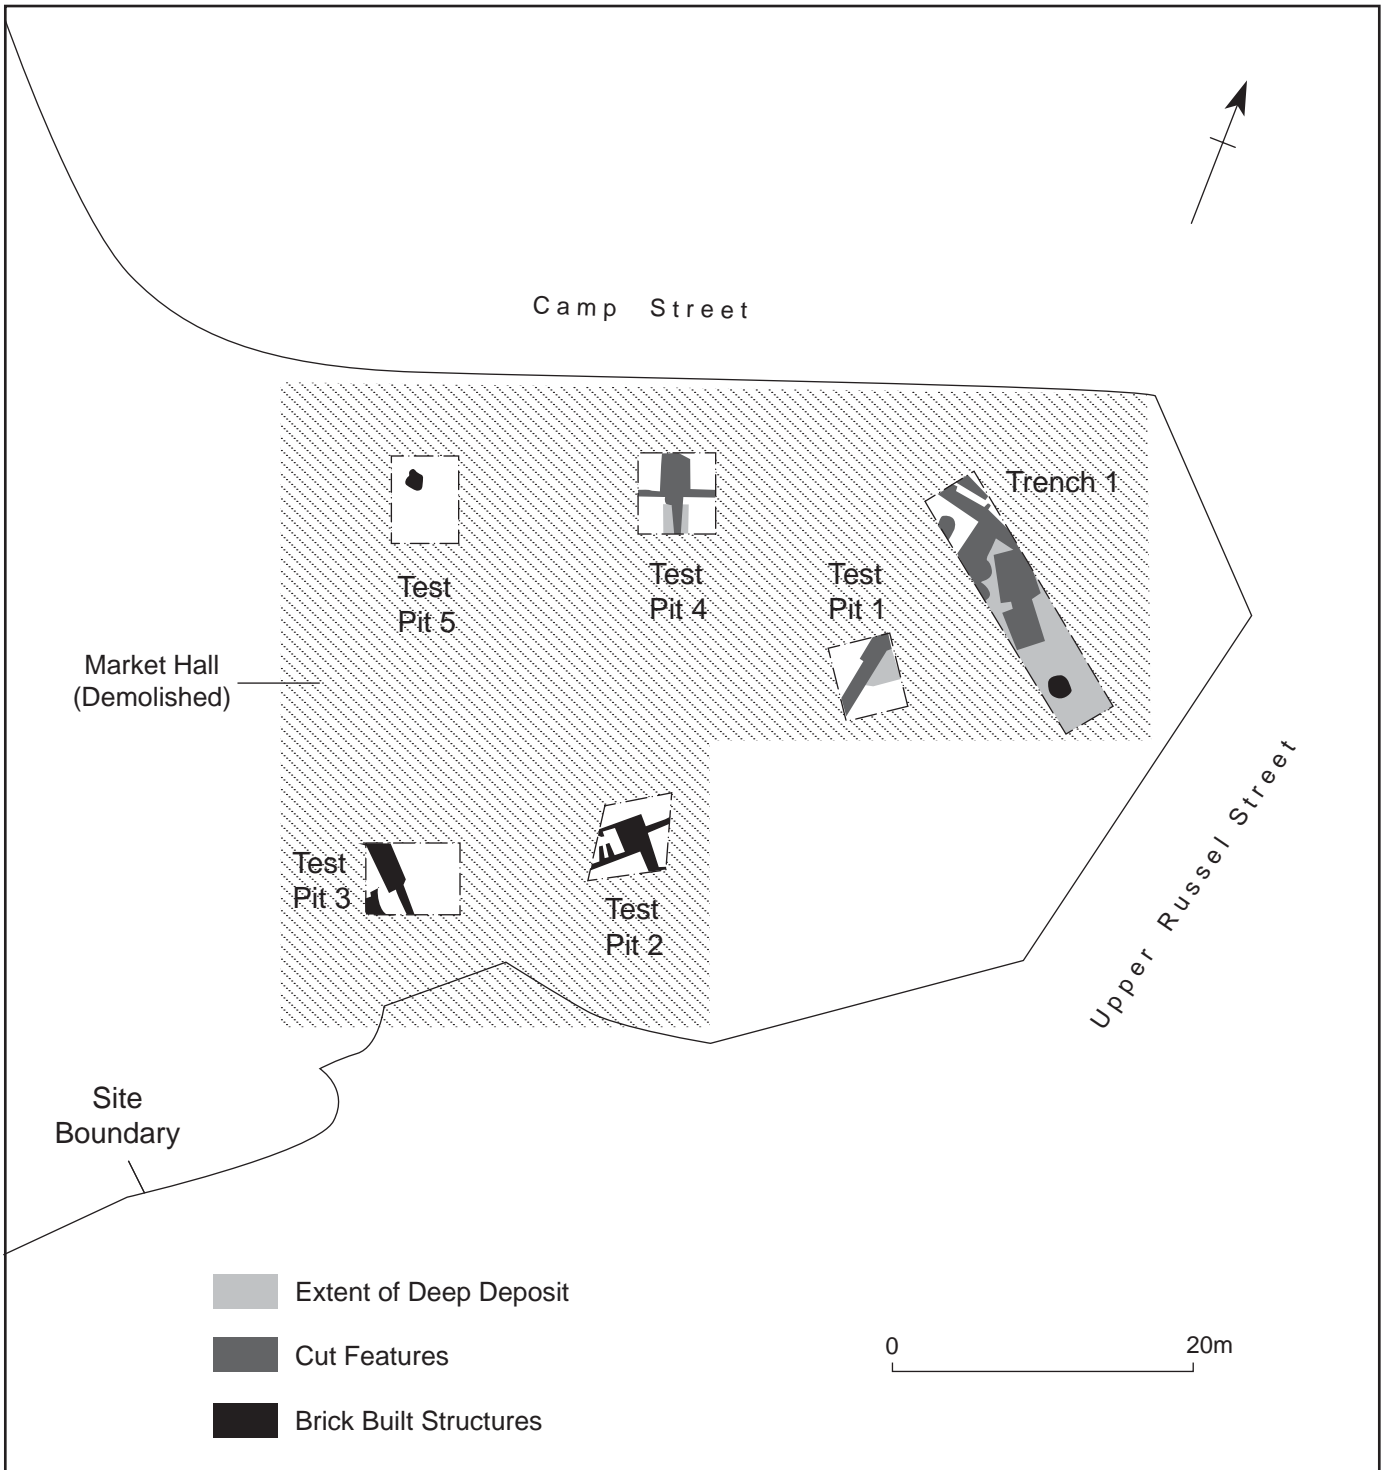 Camp Street
Trench 1
Test
Pit 5
Test
Pit 4
Test
Pit 1
Market Hall
(Demolished)
Test
Pit 3
Test
Pit 2
Upper Russel Street
Site
Boundary
Extent of Deep Deposit
Cut Features
Brick Built Structures
0 20m